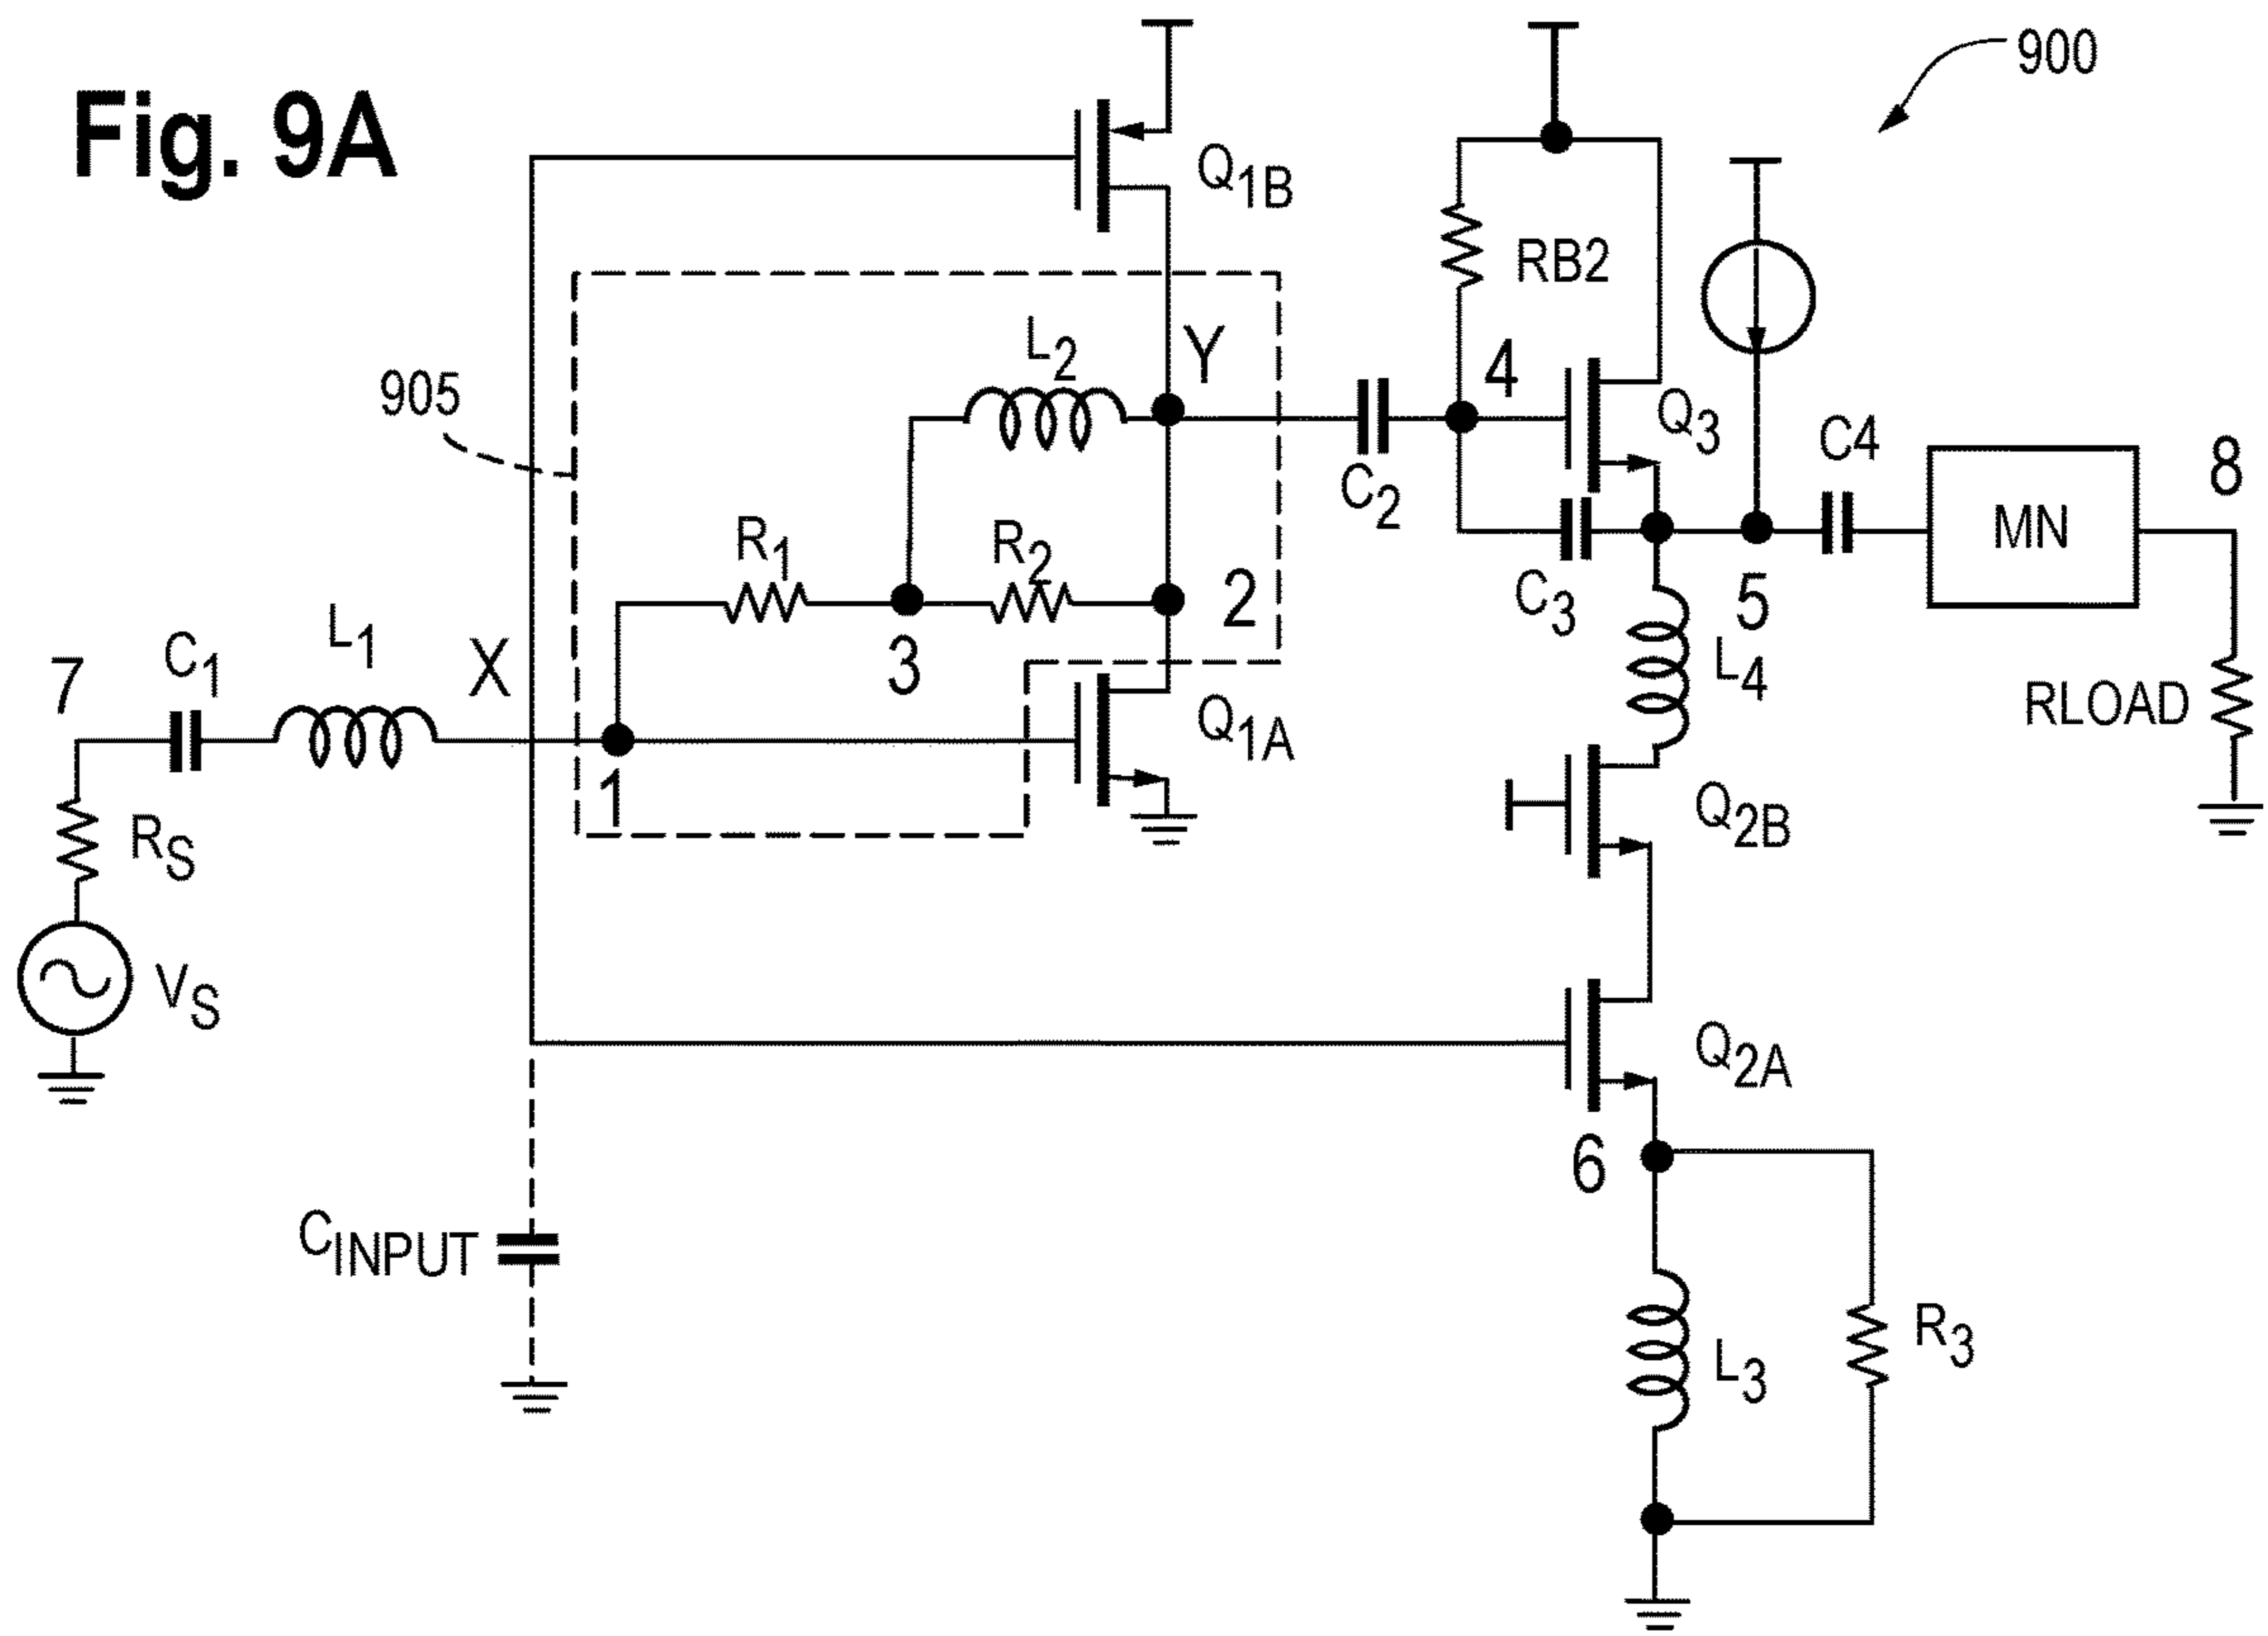 Fig. 9A
900
Q1B
RB2
L2
Y
4
Q3
905
C2
C4
8
MN
R1
R2
2
C3
5
3
L4
7
C1
L1
X
Q1A
RLOAD
1
RS
Q2B
VS
Q2A
6
CINPUT
L3
R3